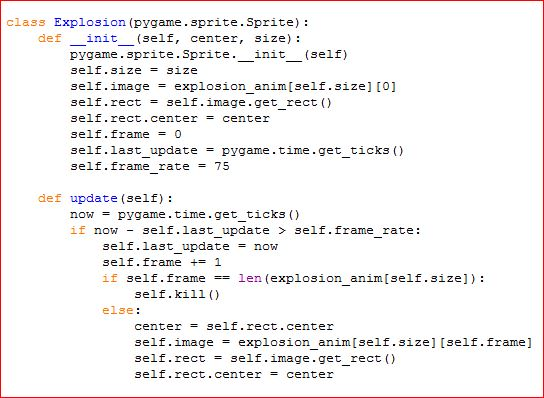 class Explosion(pygame.sprite.Sprite):
    def __init__(self, center, size):
        pygame.sprite.Sprite.__init__(self)
        self.size = size
        self.image = explosion_anim[self.size][0]
        self.rect = self.image.get_rect()
        self.rect.center = center
        self.frame = 0
        self.last_update = pygame.time.get_ticks()
        self.frame_rate = 75

    def update(self):
        now = pygame.time.get_ticks()
        if now - self.last_update > self.frame_rate:
            self.last_update = now
            self.frame += 1
            if self.frame == len(explosion_anim[self.size]):
                self.kill()
            else:
                center = self.rect.center
                self.image = explosion_anim[self.size][self.frame]
                self.rect = self.image.get_rect()
                self.rect.center = center